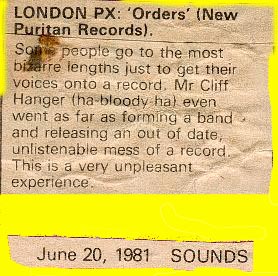 LONDON PX: 'Orders' (New
Puritan Records).
Some people go to the most
bizarre lengths just to get their
voices onto a record. Mr Cliff
Hanger (ha-bloody-ha) even
went as far as forming a band
and releasing an out of date,
unlistenable mess of a record.
This is a very unpleasant
experience.
June 20, 1981 SOUNDS